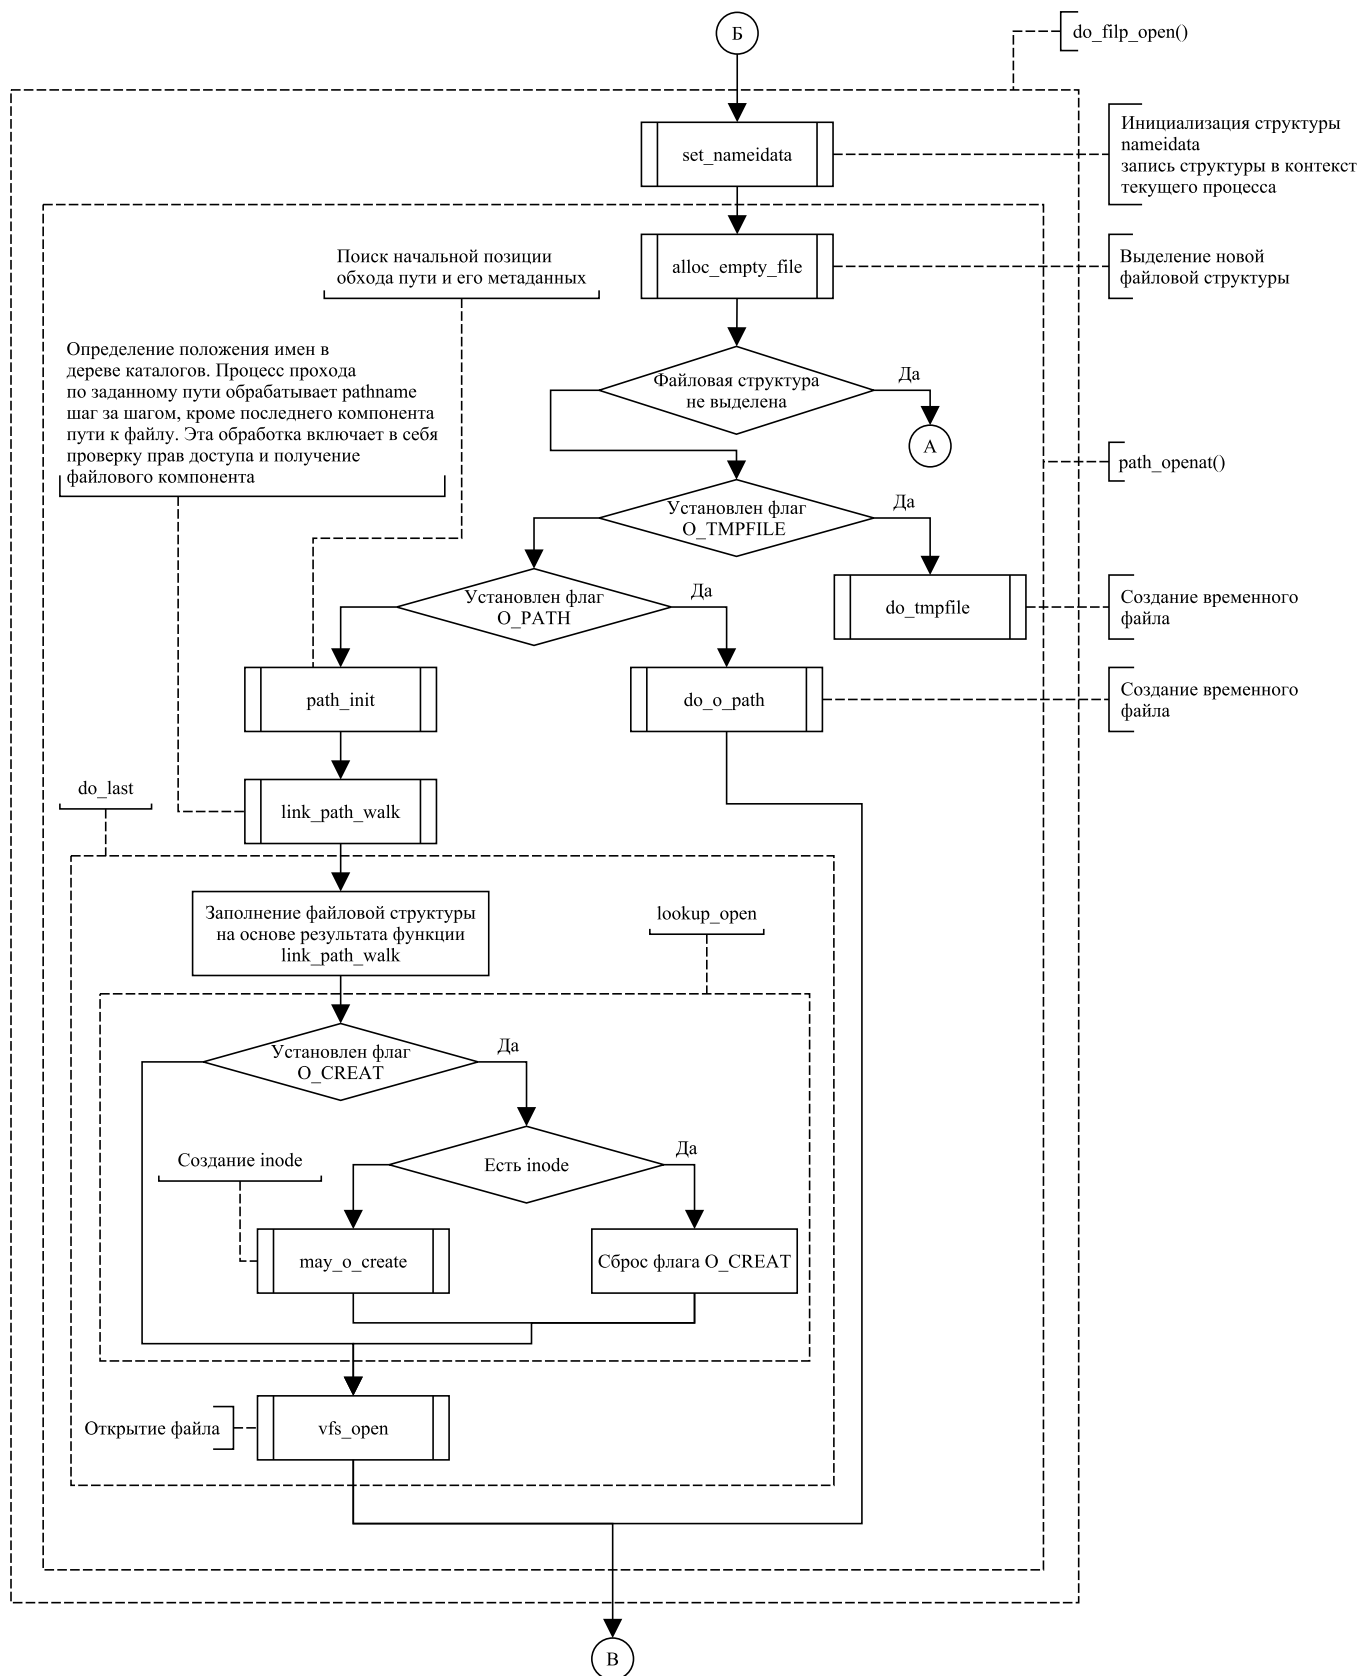 Б
do_filp_open()
set_nameidata
Инициализация структуры
nameidata
запись структуры в контекст
текущего процесса
alloc_empty_file
Выделение новой
файловой структуры
Поиск начальной позиции
обхода пути и его метаданных
Определение положения имен в
дереве каталогов. Процесс прохода
по заданному пути обрабатывает pathname
шаг за шагом, кроме последнего компонента
пути к файлу. Эта обработка включает в себя
проверку прав доступа и получение
файлового компонента
Файловая структура
не выделена
Да
А
path_openat()
Установлен флаг
O_TMPFILE
Да
do_tmpfile
Создание временного
файла
Установлен флаг
O_PATH
Да
path_init
do_o_path
Создание временного
файла
do_last
link_path_walk
Заполнение файловой структуры
на основе результата функции
link_path_walk
lookup_open
Установлен флаг
O_CREAT
Да
Создание inode
Есть inode
Да
may_o_create
Сброс флага O_CREAT
Открытие файла
vfs_open
В